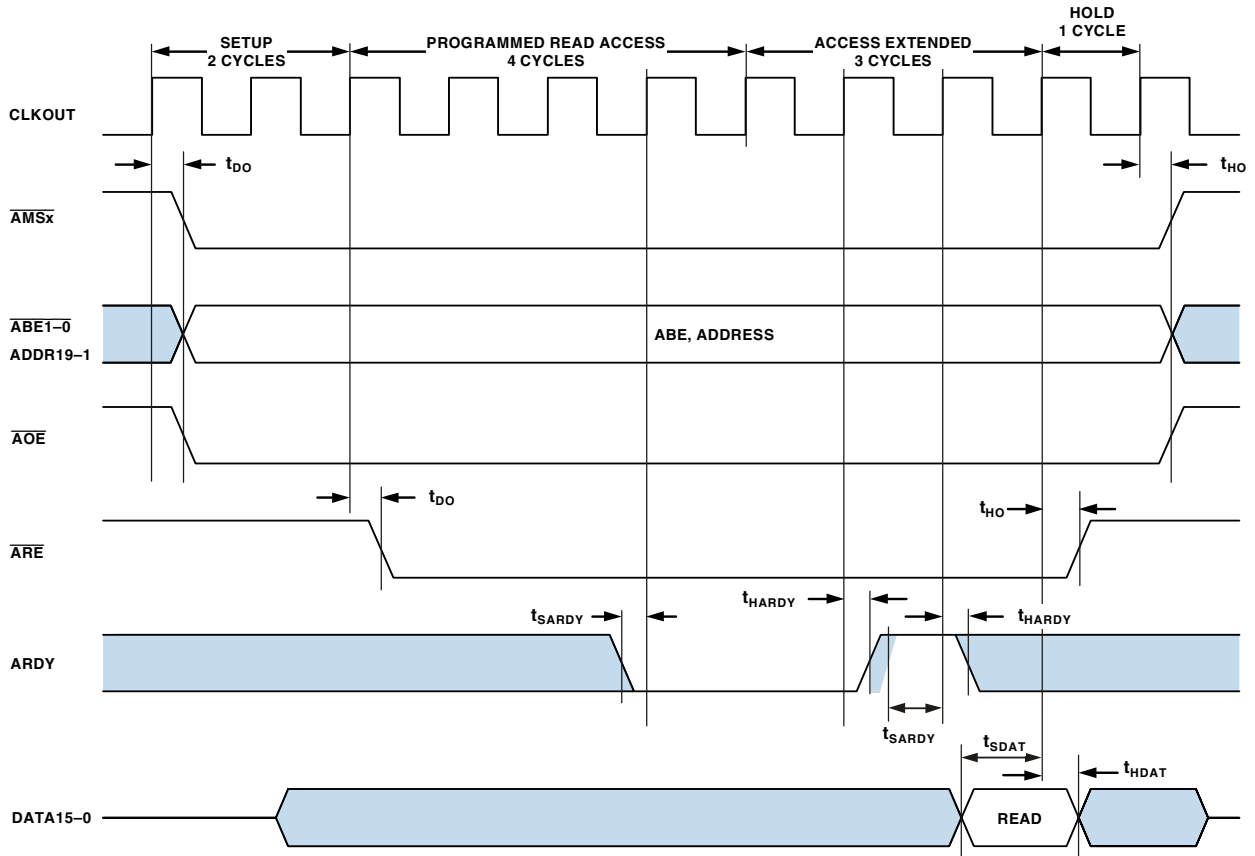 HOLD
1 CYCLE
SETUP
2 CYCLES
PROGRAMMED READ ACCESS
4 CYCLES
ACCESS EXTENDED
3 CYCLES
CLKOUT
tDO
tHO
AMSx
ABE1–0
ADDR19–1
ABE, ADDRESS
AOE
tDO
tHO
ARE
tSARDY
tHARDY
tHARDY
ARDY
tSARDY
tSDAT
tHDAT
DATA15–0
READ